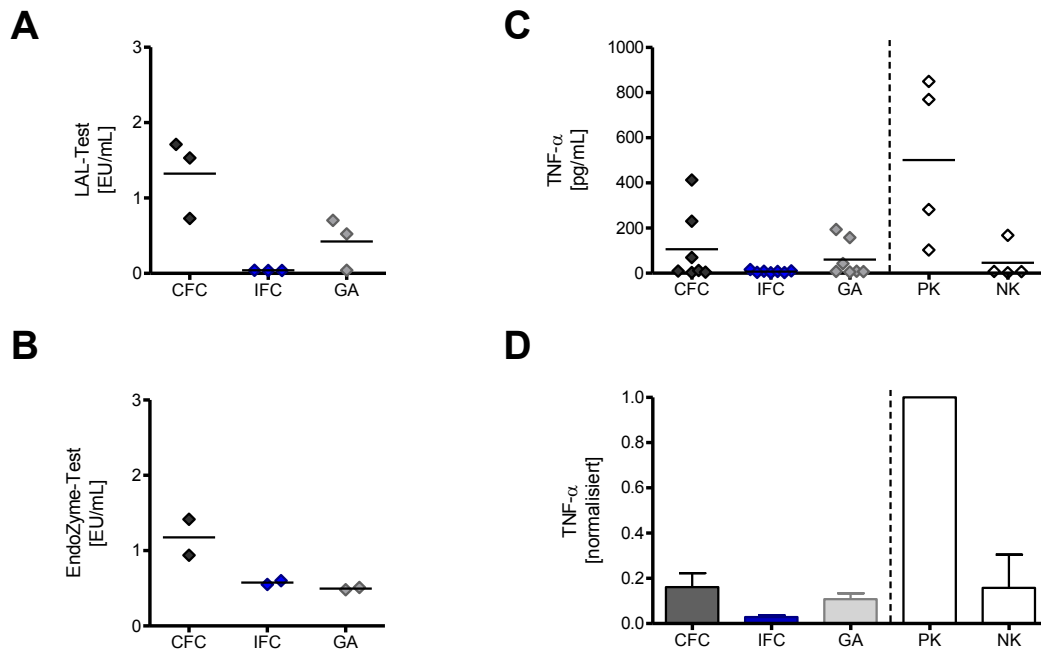 A
LAL-Test
[EU/mL]
3
2
1
0
CFC IFC GA
C
TNF-α
[pg/mL]
1000
800
600
400
200
0
CFC IFC GA PK NK
B
EndoZyme-Test
[EU/mL]
3
2
1
0
CFC IFC GA
D
TNF-α
[normalisiert]
1.0
0.8
0.6
0.4
0.2
0.0
CFC IFC GA PK NK